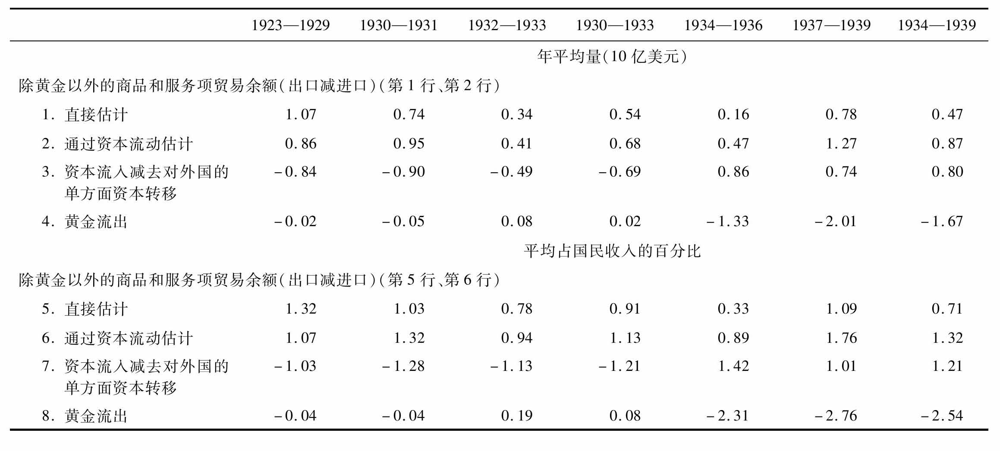 1923—1929 1930—1931 1932—1933 1930—1933 1934—1936 1937—1939 1934—1939
年平均量(10 亿美元)
除黄金以外的商品和服务项贸易余额(出口减进口)(第 1 行、第 2 行)
1. 直接估计 1.07 0.74 0.34 0.54 0.16 0.78 0.47
2. 通过资本流动估计 0.86 0.95 0.41 0.68 0.47 1.27 0.87
3. 资本流入减去对外国的 -0.84 -0.90 -0.49 -0.69 0.86 0.74 0.80
单方面资本转移
4. 黄金流出 -0.02 -0.05 0.08 0.02 -1.33 -2.01 -1.67
平均占国民收入的百分比
除黄金以外的商品和服务项贸易余额(出口减进口)(第 5 行、第 6 行)
5. 直接估计 1.32 1.03 0.78 0.91 0.33 1.09 0.71
6. 通过资本流动估计 1.07 1.32 0.94 1.13 0.89 1.76 1.32
7. 资本流入减去对外国的 -1.03 -1.28 -1.13 -1.21 1.42 1.01 1.21
单方面资本转移
8. 黄金流出 -0.04 -0.04 0.19 0.08 -2.31 -2.76 -2.54